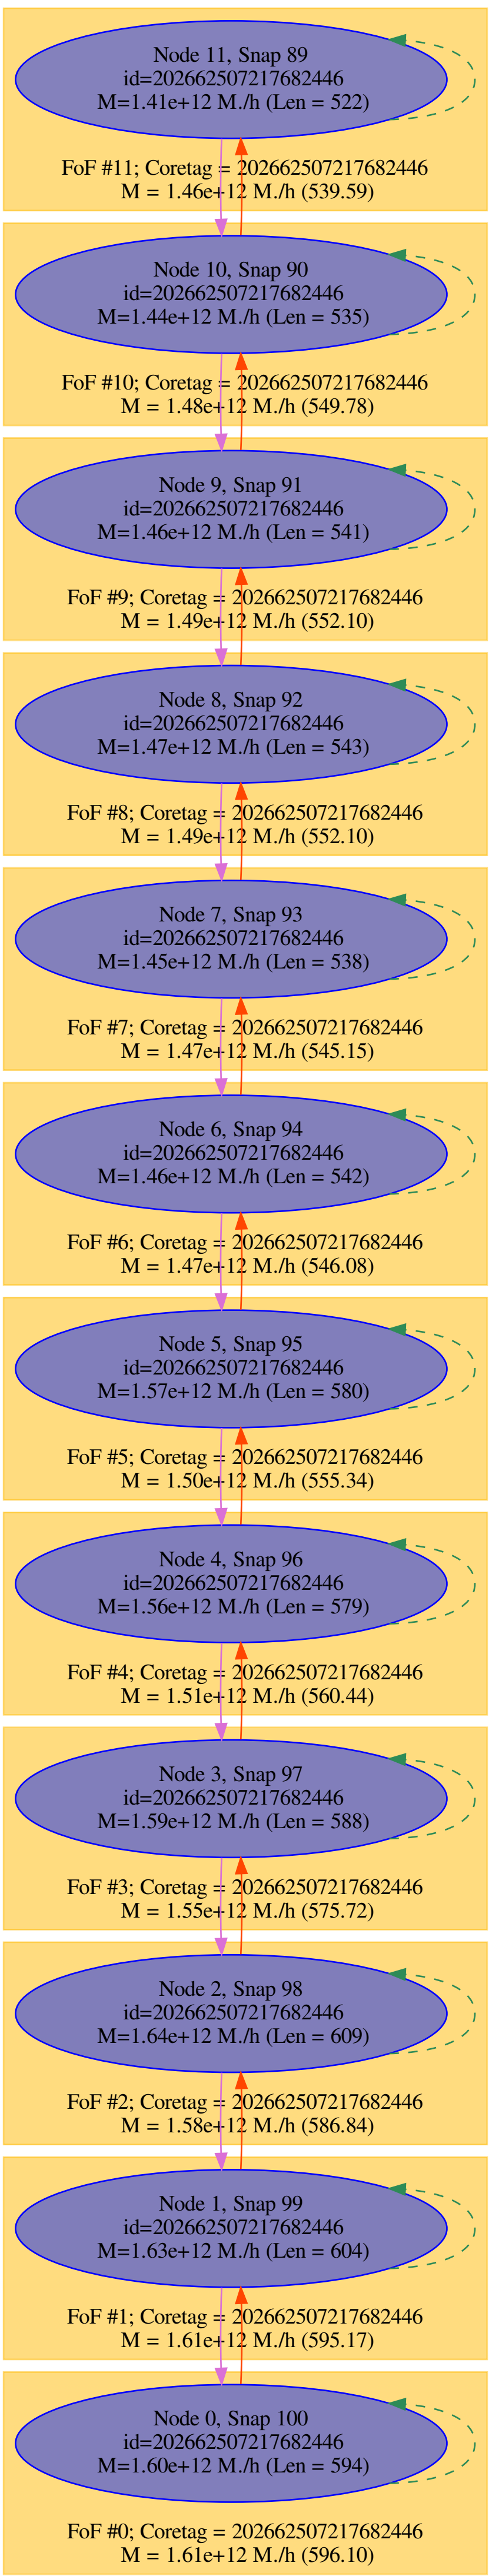 Node 11, Snap 89
id=202662507217682446
M=1.41e+12 M./h (Len = 522)
FoF #11; Coretag = 202662507217682446
M = 1.46e+12 M./h (539.59)
Node 10, Snap 90
id=202662507217682446
M=1.44e+12 M./h (Len = 535)
FoF #10; Coretag = 202662507217682446
M = 1.48e+12 M./h (549.78)
Node 9, Snap 91
id=202662507217682446
M=1.46e+12 M./h (Len = 541)
FoF #9; Coretag = 202662507217682446
M = 1.49e+12 M./h (552.10)
Node 8, Snap 92
id=202662507217682446
M=1.47e+12 M./h (Len = 543)
FoF #8; Coretag = 202662507217682446
M = 1.49e+12 M./h (552.10)
Node 7, Snap 93
id=202662507217682446
M=1.45e+12 M./h (Len = 538)
FoF #7; Coretag = 202662507217682446
M = 1.47e+12 M./h (545.15)
Node 6, Snap 94
id=202662507217682446
M=1.46e+12 M./h (Len = 542)
FoF #6; Coretag = 202662507217682446
M = 1.47e+12 M./h (546.08)
Node 5, Snap 95
id=202662507217682446
M=1.57e+12 M./h (Len = 580)
FoF #5; Coretag = 202662507217682446
M = 1.50e+12 M./h (555.34)
Node 4, Snap 96
id=202662507217682446
M=1.56e+12 M./h (Len = 579)
FoF #4; Coretag = 202662507217682446
M = 1.51e+12 M./h (560.44)
Node 3, Snap 97
id=202662507217682446
M=1.59e+12 M./h (Len = 588)
FoF #3; Coretag = 202662507217682446
M = 1.55e+12 M./h (575.72)
Node 2, Snap 98
id=202662507217682446
M=1.64e+12 M./h (Len = 609)
FoF #2; Coretag = 202662507217682446
M = 1.58e+12 M./h (586.84)
Node 1, Snap 99
id=202662507217682446
M=1.63e+12 M./h (Len = 604)
FoF #1; Coretag = 202662507217682446
M = 1.61e+12 M./h (595.17)
Node 0, Snap 100
id=202662507217682446
M=1.60e+12 M./h (Len = 594)
FoF #0; Coretag = 202662507217682446
M = 1.61e+12 M./h (596.10)